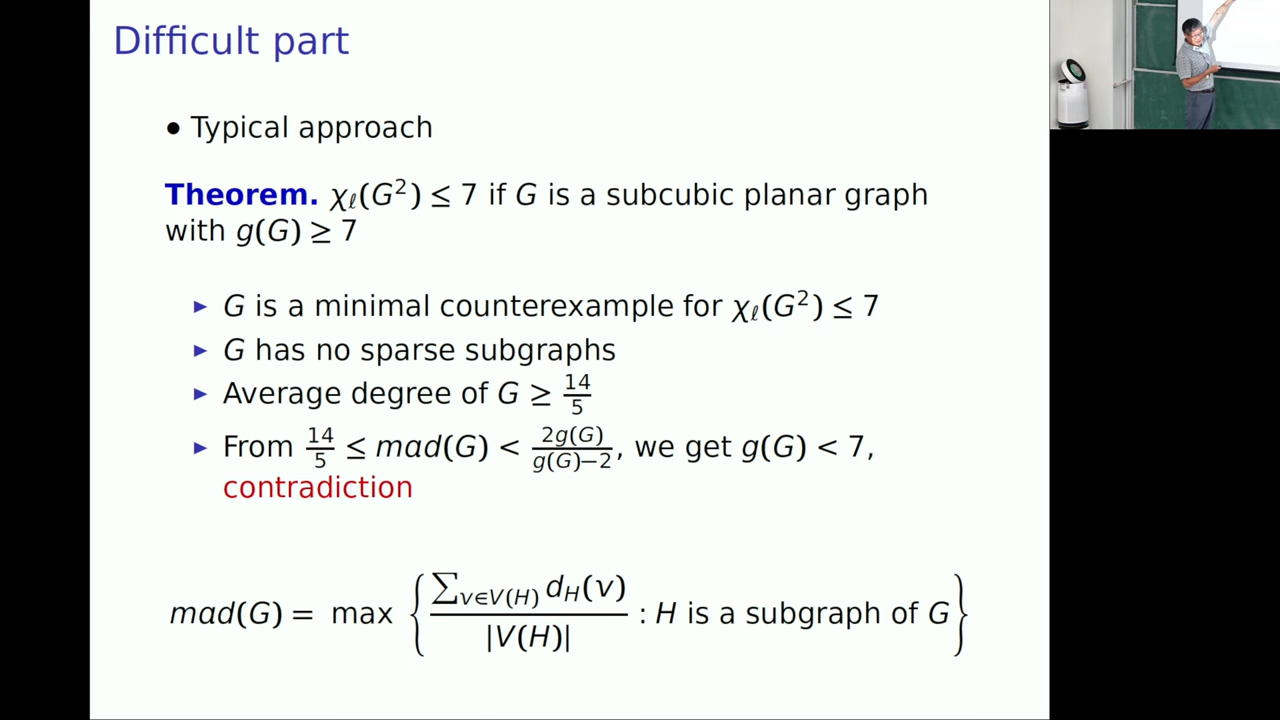 Difficult part
• Typical approach
Theorem. χℓ(G²) ≤ 7 if G is a subcubic planar graph
with g(G) ≥ 7
▶ G is a minimal counterexample for χℓ(G²) ≤ 7
▶ G has no sparse subgraphs
▶ Average degree of G ≥ 14/5
▶ From 14/5 ≤ mad(G) < 2g(G)/(g(G)−2), we get g(G) < 7,
contradiction
mad(G) = max { ∑v∈V(H) dH(v) / |V(H)| : H is a subgraph of G }